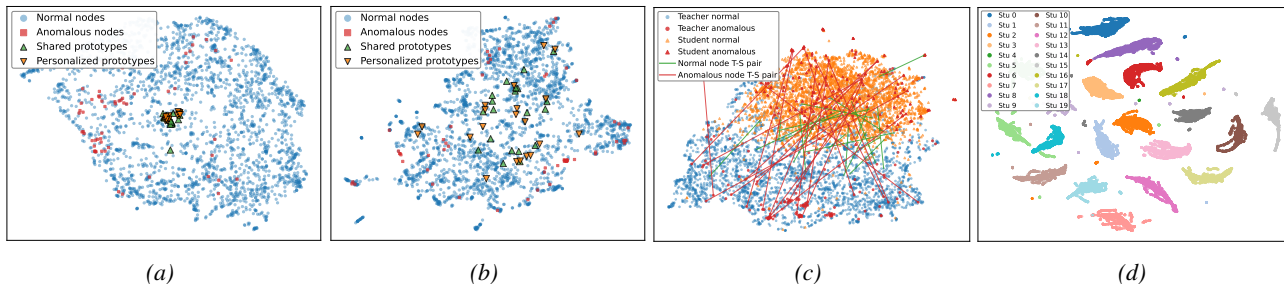 Normal nodes
Anomalous nodes
Shared prototypes
Personalized prototypes
(a)
Normal nodes
Anomalous nodes
Shared prototypes
Personalized prototypes
(b)
Teacher normal
Teacher anomalous
Student normal
Student anomalous
Normal node T-S pair
Anomalous node T-S pair
(c)
Stu 0 Stu 10
Stu 1 Stu 11
Stu 2 Stu 12
Stu 3 Stu 13
Stu 4 Stu 14
Stu 5 Stu 15
Stu 6 Stu 16
Stu 7 Stu 17
Stu 8 Stu 18
Stu 9 Stu 19
(d)